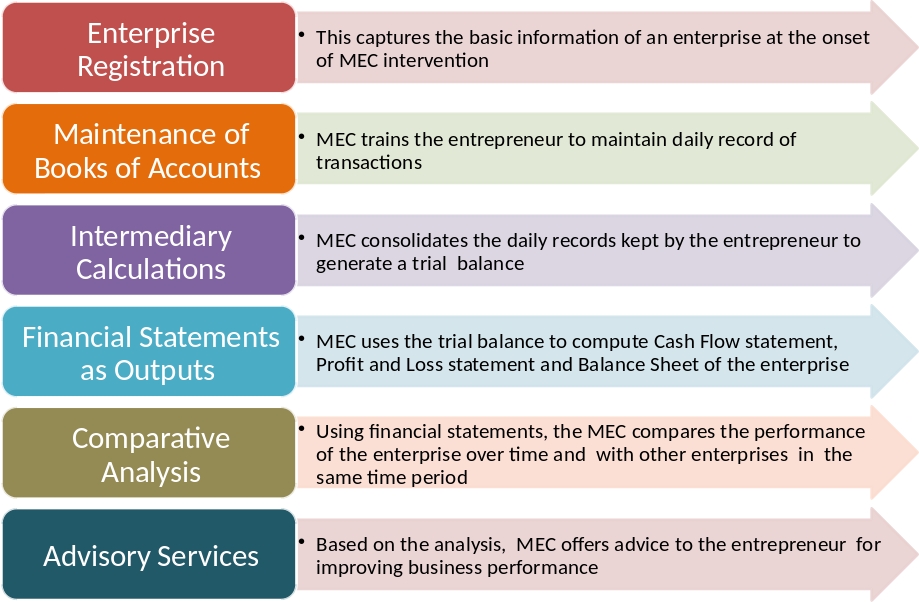 Enterprise
Registration
• This captures the basic information of an enterprise at the onset
of MEC intervention
Maintenance of
Books of Accounts
• MEC trains the entrepreneur to maintain daily record of
transactions
Intermediary
Calculations
• MEC consolidates the daily records kept by the entrepreneur to
generate a trial  balance
Financial Statements
as Outputs
• MEC uses the trial balance to compute Cash Flow statement,
Profit and Loss statement and Balance Sheet of the enterprise
Comparative
Analysis
• Using financial statements, the MEC compares the performance
of the enterprise over time and  with other enterprises  in  the
same time period
Advisory Services
• Based on the analysis,  MEC offers advice to the entrepreneur  for
improving business performance